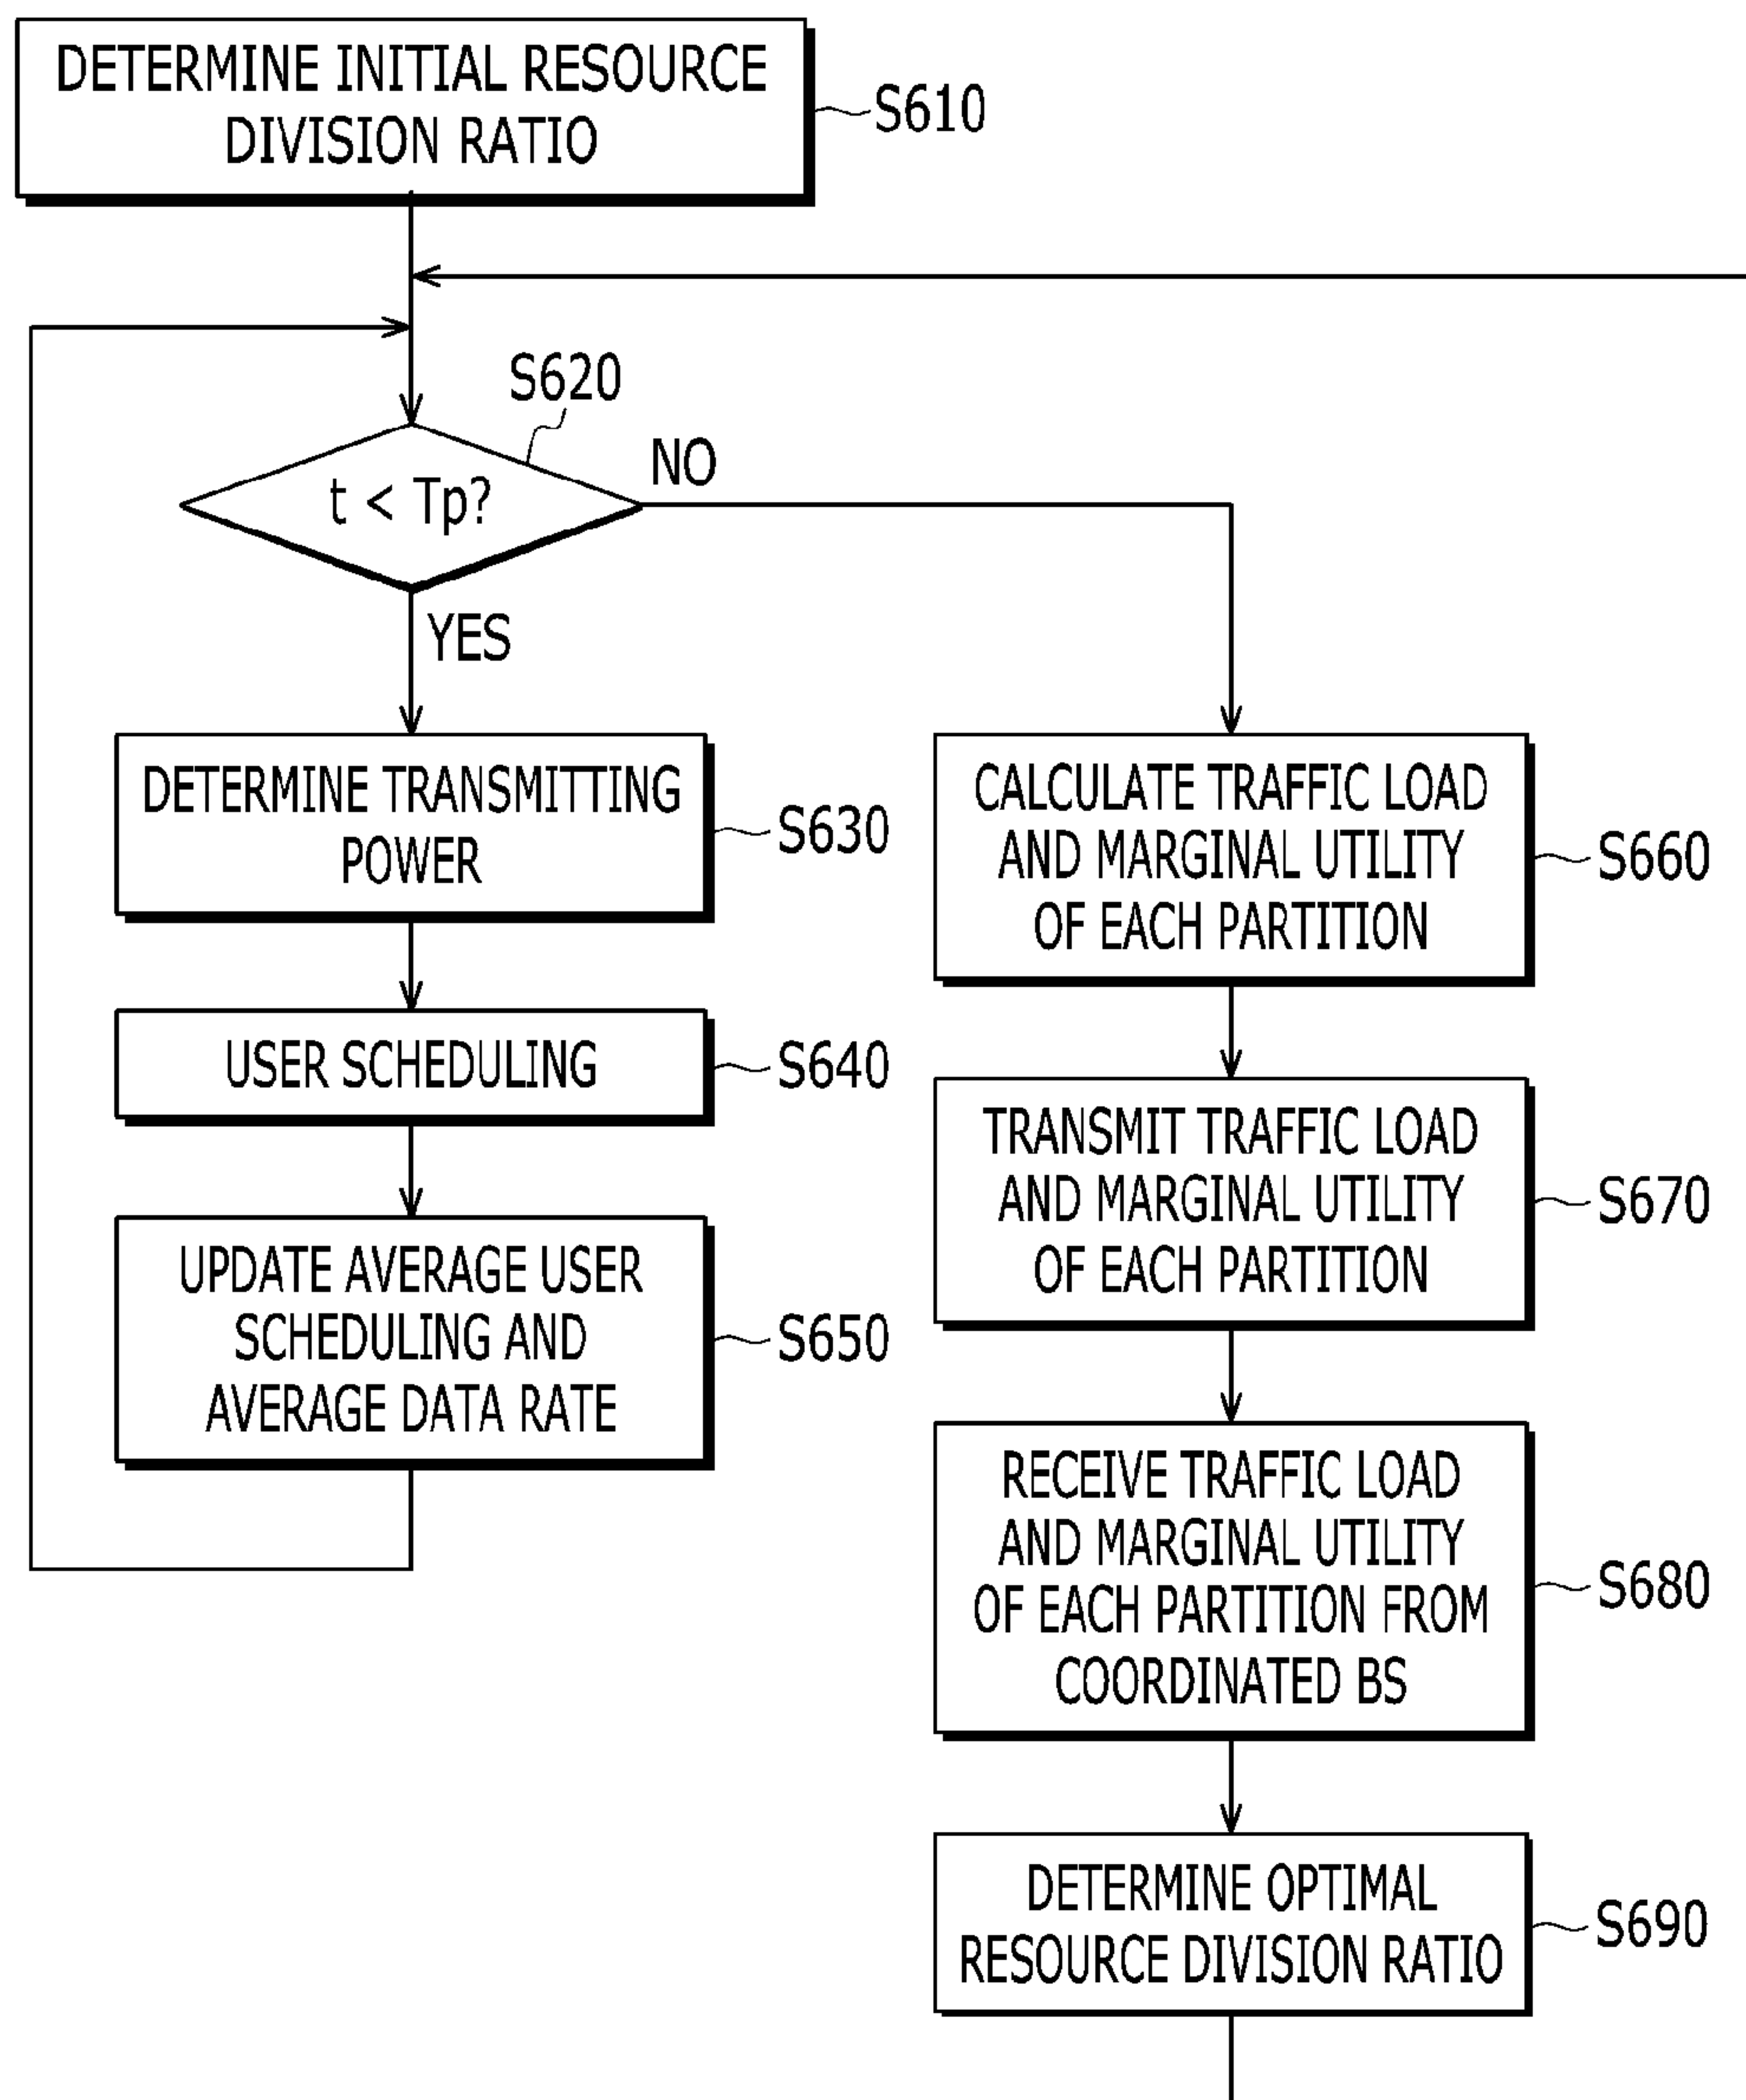 DETERMINE INITIAL RESOURCE
DIVISION RATIO
S610
S620
t < Tp?
NO
YES
DETERMINE TRANSMITTING
POWER
S630
USER SCHEDULING
S640
UPDATE AVERAGE USER
SCHEDULING AND
AVERAGE DATA RATE
S650
CALCULATE TRAFFIC LOAD
AND MARGINAL UTILITY
OF EACH PARTITION
S660
TRANSMIT TRAFFIC LOAD
AND MARGINAL UTILITY
OF EACH PARTITION
S670
RECEIVE TRAFFIC LOAD
AND MARGINAL UTILITY
OF EACH PARTITION FROM
COORDINATED BS
S680
DETERMINE OPTIMAL
RESOURCE DIVISION RATIO
S690